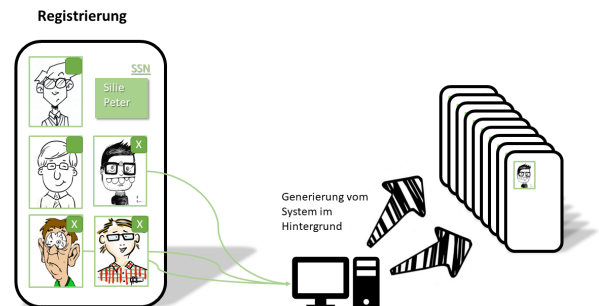 Registrierung
SSN
Sille
Peter
X
X
X
Generierung vom
System im
Hintergrund